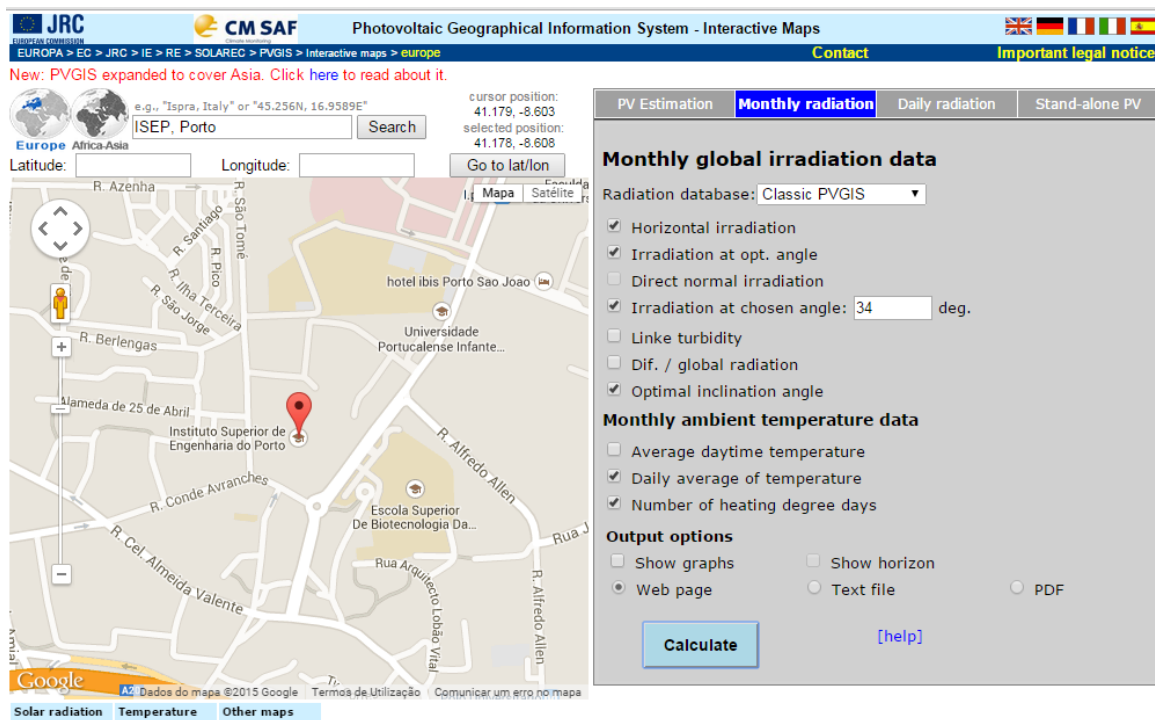 JRC
EUROPEAN COMMISSION
CM SAF
Climate Monitoring
Photovoltaic Geographical Information System - Interactive Maps
EUROPA > EC > JRC > IE > RE > SOLAREC > PVGIS > Interactive maps > europe
Contact
Important legal notice
New: PVGIS expanded to cover Asia. Click here to read about it.
Europe
Africa-Asia
e.g., "Ispra, Italy" or "45.256N, 16.9589E"
ISEP, Porto
Search
cursor position:
41.179, -8.603
selected position:
41.178, -8.608
Latitude:
Longitude:
Go to lat/lon
Mapa
Satélite
R. Azenha
R. São Tomé
R. Santiago
R. Pico
R. Ilha Terceira
R. São Jorge
R. Berlengas
hotel ibis Porto Sao Joao
Universidade
Portucalense Infante...
Alameda de 25 de Abril
Instituto Superior de
Engenharia do Porto
R. Conde Avranches
R. Alfredo Allen
Escola Superior
De Biotecnologia Da...
Rua J
R. Cel. Almeida Valente
Rua Arquitecto Lobão Vital
R. Alfredo Allen
Google
A20
Dados do mapa ©2015 Google
Termos de Utilização
Comunicar um erro no mapa
Solar radiation
Temperature
Other maps
PV Estimation
Monthly radiation
Daily radiation
Stand-alone PV
Monthly global irradiation data
Radiation database: Classic PVGIS
Horizontal irradiation
Irradiation at opt. angle
Direct normal irradiation
Irradiation at chosen angle: 34 deg.
Linke turbidity
Dif. / global radiation
Optimal inclination angle
Monthly ambient temperature data
Average daytime temperature
Daily average of temperature
Number of heating degree days
Output options
Show graphs
Show horizon
Web page
Text file
PDF
Calculate
[help]